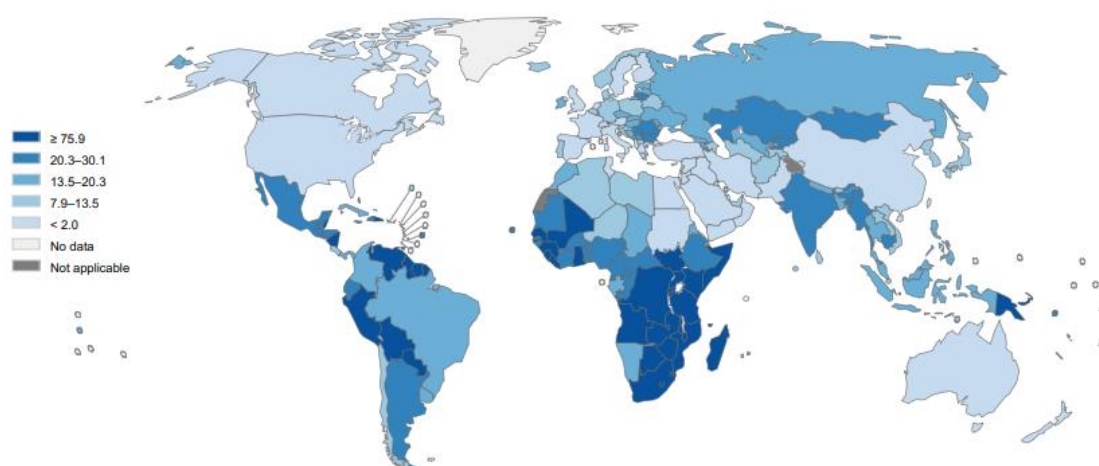 ≥ 75.9
20.3–30.1
13.5–20.3
7.9–13.5
< 2.0
No data
Not applicable